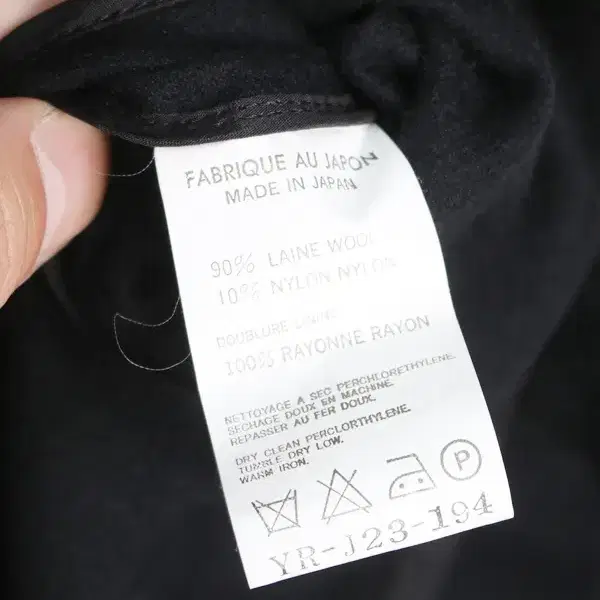 FABRIQUE AU JAPON
MADE IN JAPAN
90% LAINE WOOL
10% NYLON NYLON
DOUBLURE LINING
100% RAYONNE RAYON
NETTOYAGE A SEC PERCHLORETHYLENE.
SECHAGE DOUX EN MACHINE.
REPASSER AU FER DOUX.
DRY CLEAN PERCLORTHYLENE.
TUMBLE DRY LOW.
WARM IRON.
P
YR-J23-194